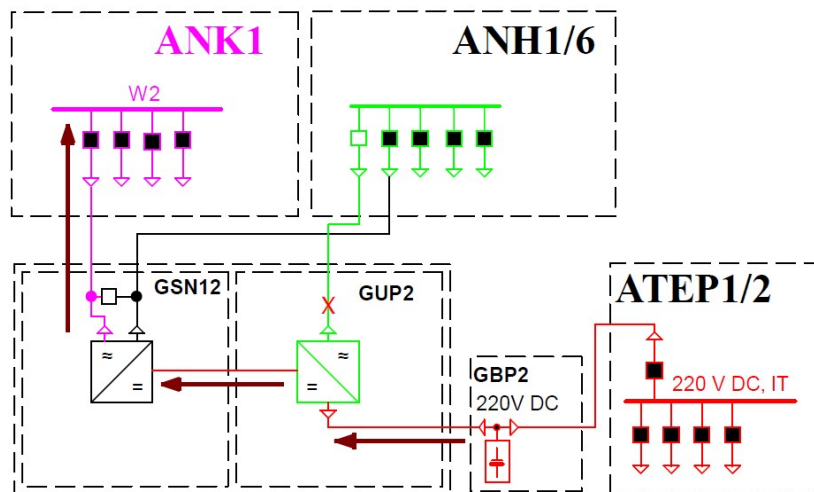 ANK1
ANH1/6
W2
GSN12
GUP2
ATEP1/2
X
≈
≈
=
=
GBP2
220V DC
220 V DC, IT